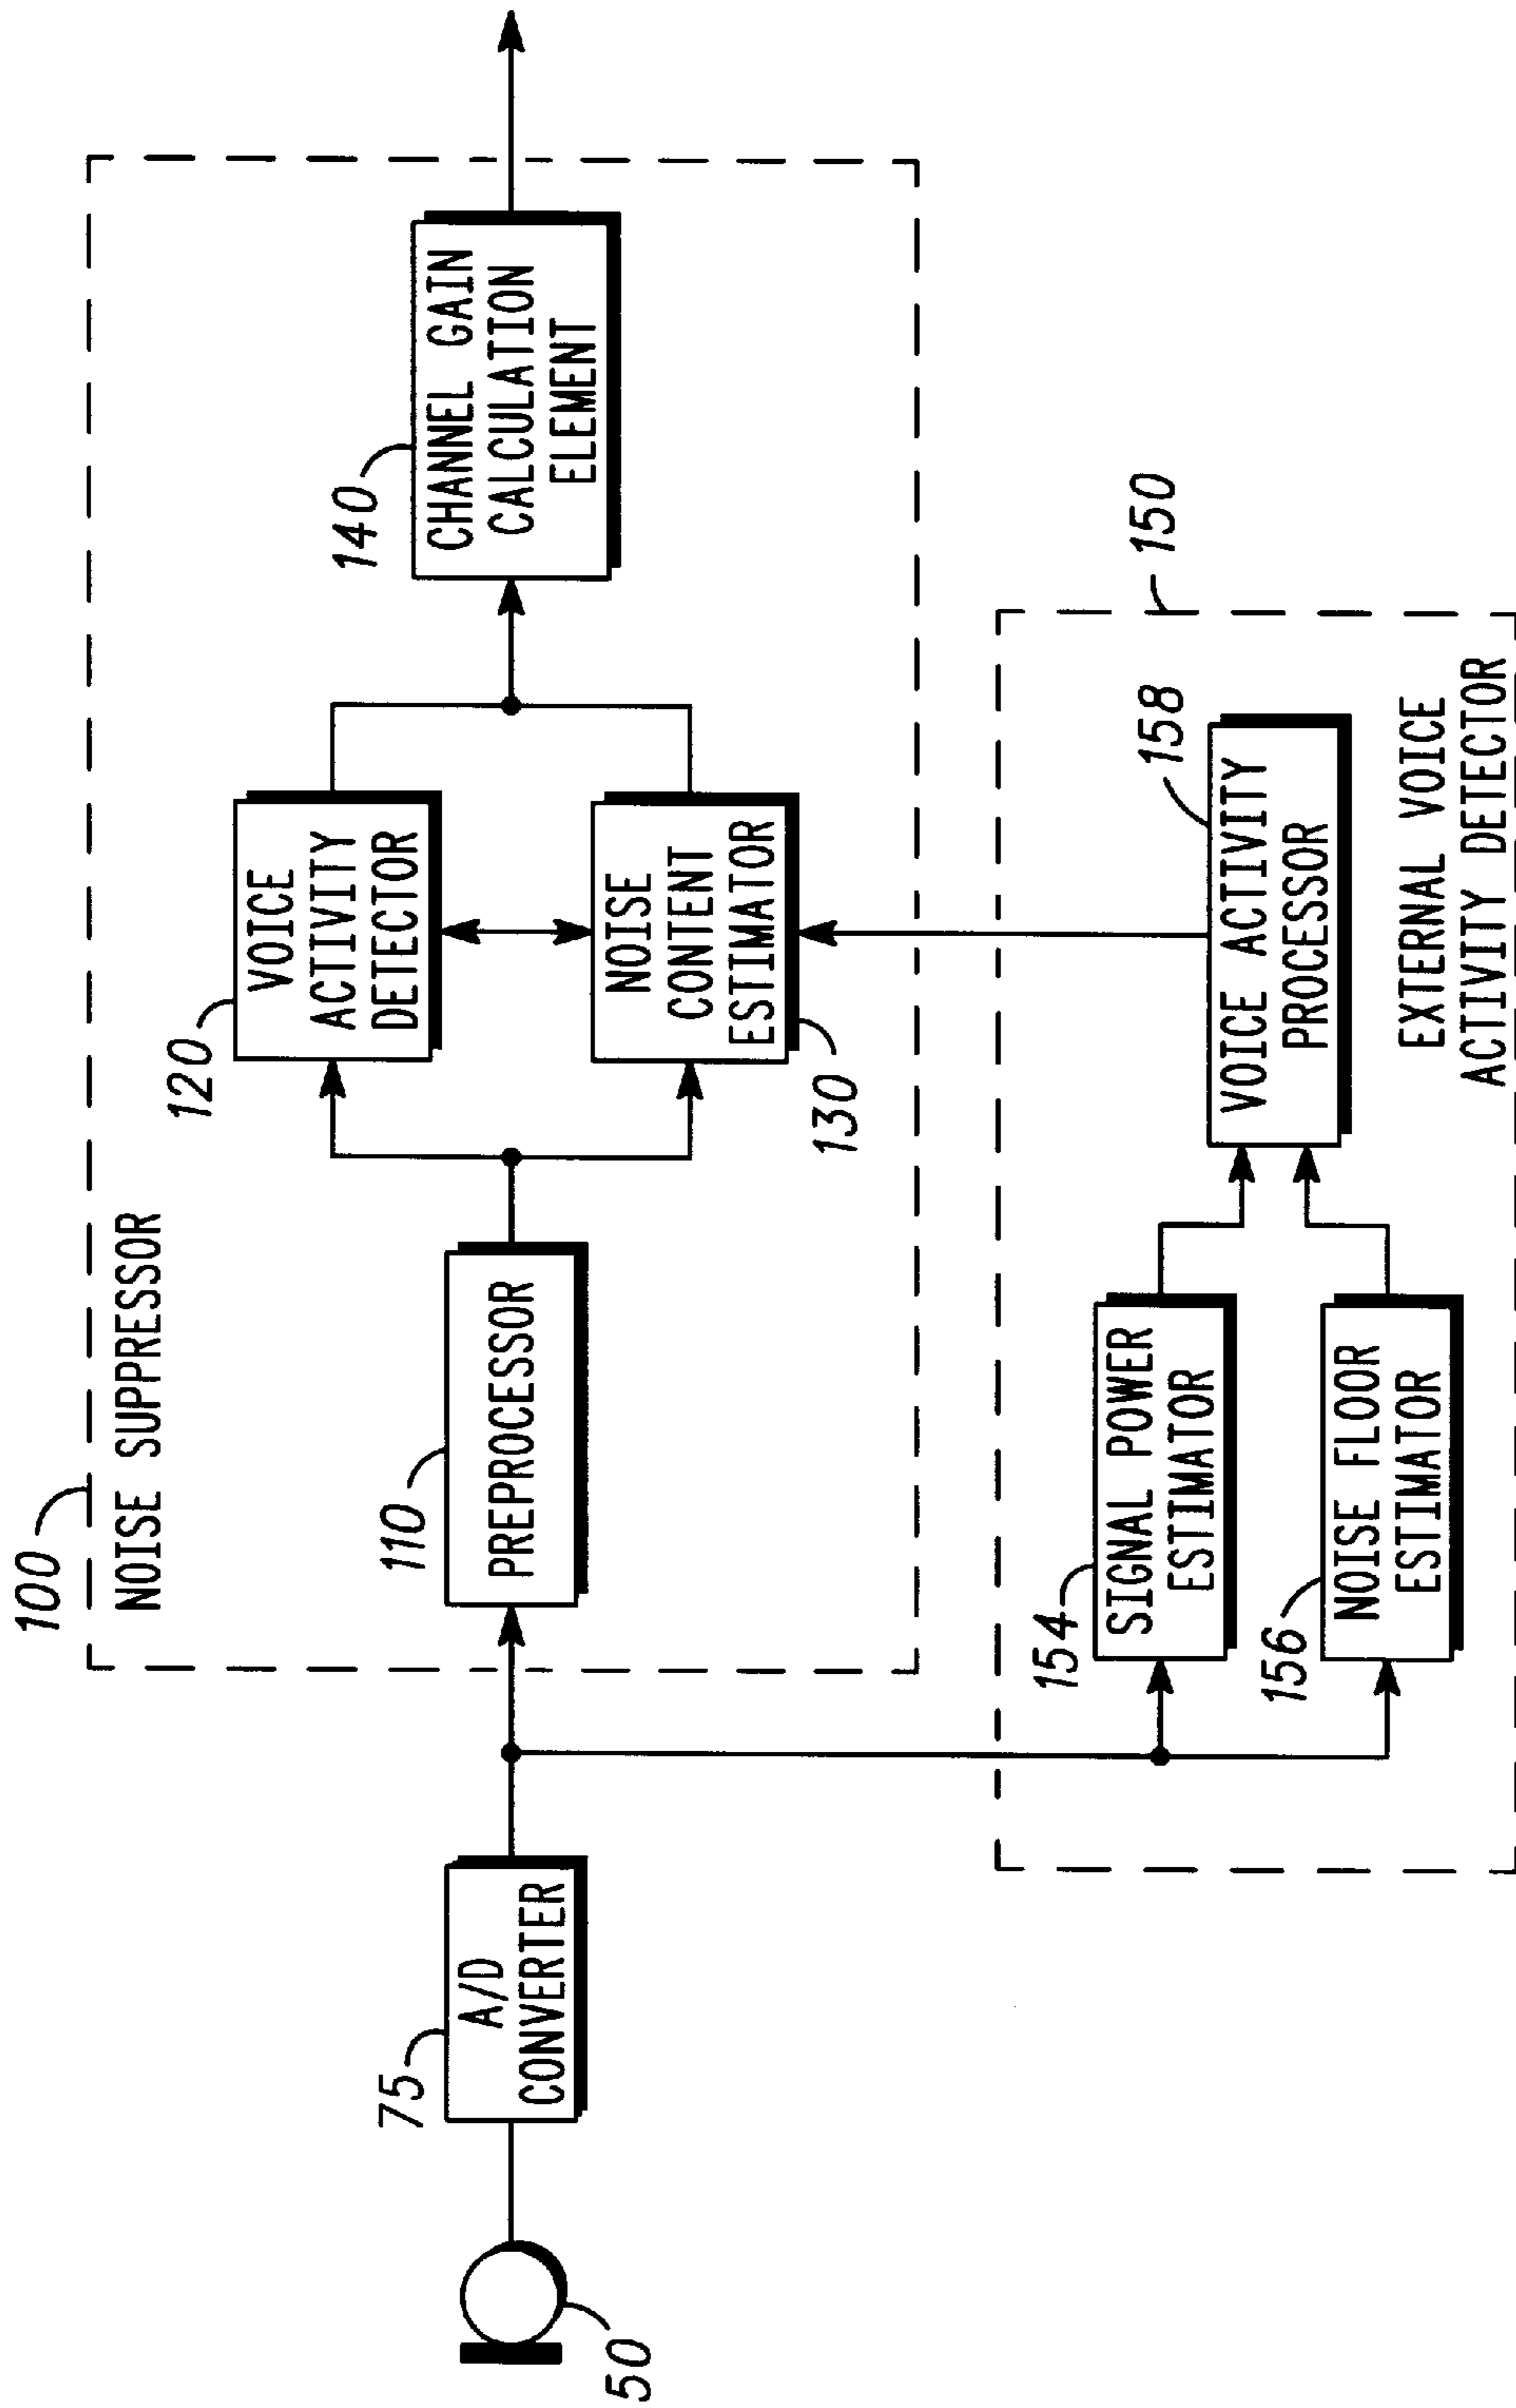 100
NOISE SUPPRESSOR
120
VOICE
ACTIVITY
DETECTOR
140
CHANNEL GAIN
CALCULATION
ELEMENT
75
A/D
CONVERTER
110
PREPROCESSOR
NOISE
CONTENT
ESTIMATOR
130
50
154
SIGNAL POWER
ESTIMATOR
158
VOICE ACTIVITY
PROCESSOR
150
156
NOISE FLOOR
ESTIMATOR
EXTERNAL VOICE
ACTIVITY DETECTOR